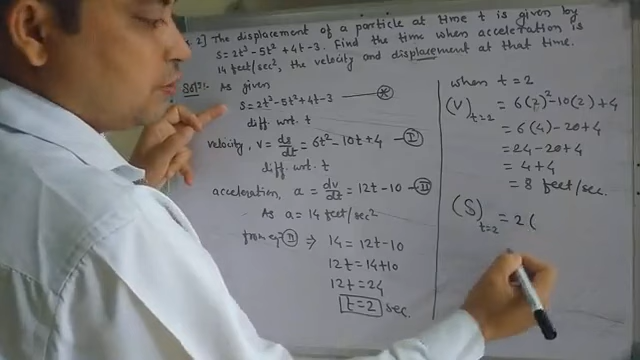 2] The displacement of a particle at time t is given by
s = 2t³ - 5t² + 4t - 3. Find the time when acceleration is
14 feet/sec², the velocity and displacement at that time.
Solⁿ:- As given
s = 2t³ - 5t² + 4t - 3 — *
diff. wrt. t
velocity, v = ds/dt = 6t² - 10t + 4 — I
diff. wrt. t
acceleration, a = dv/dt = 12t - 10 — II
As a = 14 feet/sec²
from eqⁿ II ⇒ 14 = 12t - 10
12t = 14 + 10
12t = 24
t = 2 sec.
when t = 2
(V)t=2 = 6(2)² - 10(2) + 4
= 6(4) - 20 + 4
= 24 - 20 + 4
= 4 + 4
= 8 feet/sec.
(S)t=2 = 2(